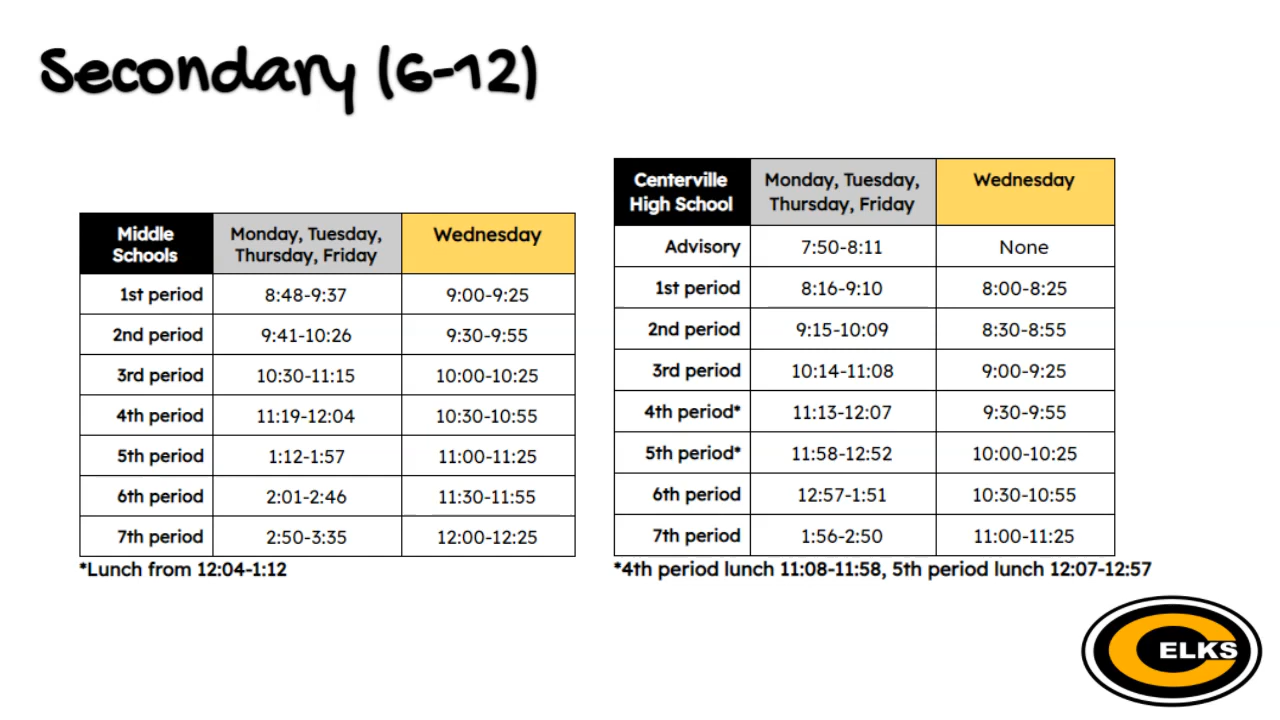 Secondary (6-12)
Middle Schools Monday, Tuesday, Thursday, Friday Wednesday
1st period 8:48-9:37 9:00-9:25
2nd period 9:41-10:26 9:30-9:55
3rd period 10:30-11:15 10:00-10:25
4th period 11:19-12:04 10:30-10:55
5th period 1:12-1:57 11:00-11:25
6th period 2:01-2:46 11:30-11:55
7th period 2:50-3:35 12:00-12:25
*Lunch from 12:04-1:12
Centerville High School Monday, Tuesday, Thursday, Friday Wednesday
Advisory 7:50-8:11 None
1st period 8:16-9:10 8:00-8:25
2nd period 9:15-10:09 8:30-8:55
3rd period 10:14-11:08 9:00-9:25
4th period* 11:13-12:07 9:30-9:55
5th period* 11:58-12:52 10:00-10:25
6th period 12:57-1:51 10:30-10:55
7th period 1:56-2:50 11:00-11:25
*4th period lunch 11:08-11:58, 5th period lunch 12:07-12:57
C ELKS